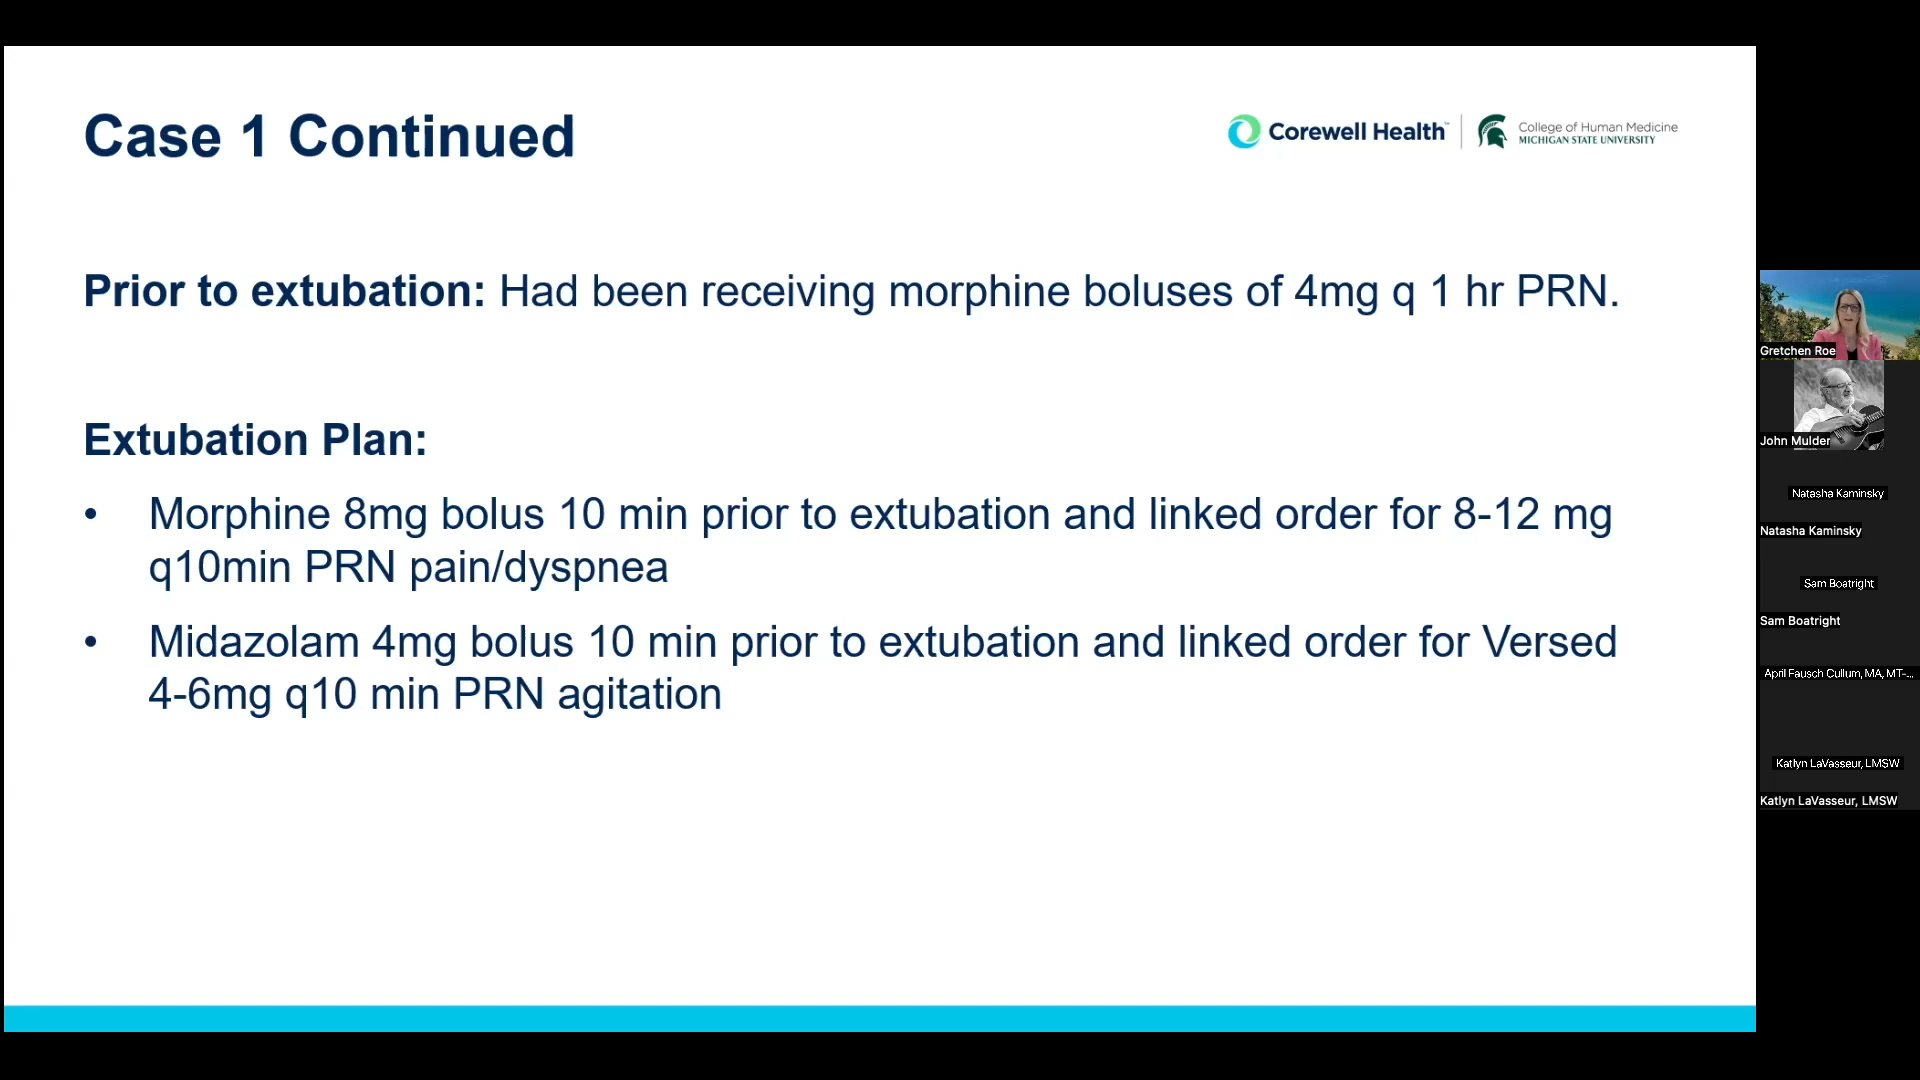 Case 1 Continued
Corewell Health™
College of Human Medicine
MICHIGAN STATE UNIVERSITY
Prior to extubation: Had been receiving morphine boluses of 4mg q 1 hr PRN.
Extubation Plan:
• Morphine 8mg bolus 10 min prior to extubation and linked order for 8-12 mg
q10min PRN pain/dyspnea
• Midazolam 4mg bolus 10 min prior to extubation and linked order for Versed
4-6mg q10 min PRN agitation
Gretchen Roe
John Mulder
Natasha Kaminsky
Natasha Kaminsky
Sam Boatright
Sam Boatright
April Fausch Cullum, MA, MT-...
Katlyn LaVasseur, LMSW
Katlyn LaVasseur, LMSW